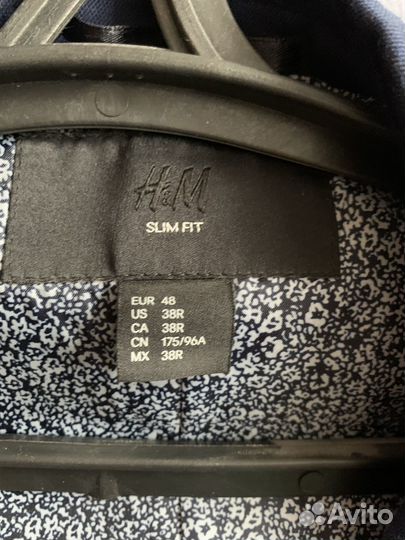 H&M
SLIM FIT
EUR 48
US 38R
CA 38R
CN 175/96A
MX 38R
Avito